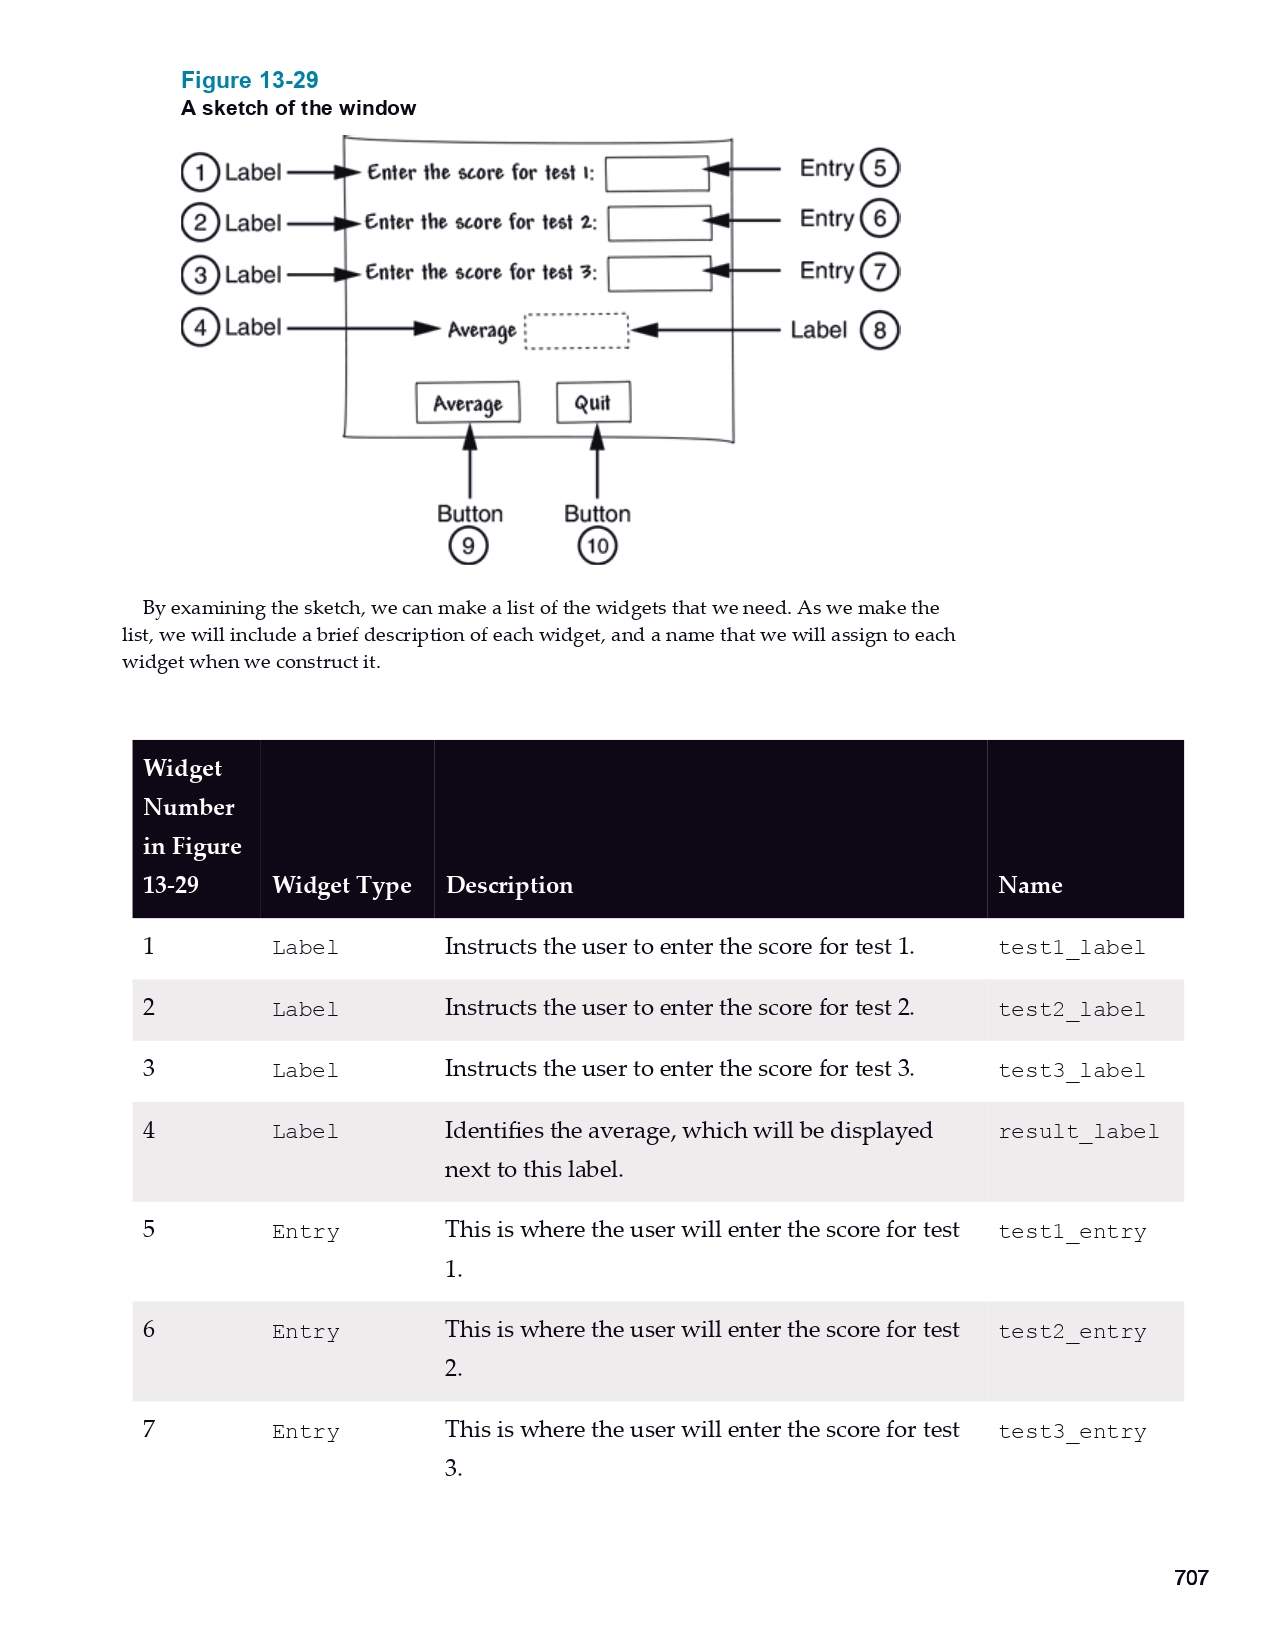 Figure 13-29
A sketch of the window
1 Label Enter the score for test 1: Entry 5
2 Label Enter the score for test 2: Entry 6
3 Label Enter the score for test 3: Entry 7
4 Label Average Label 8
Average Quit
Button Button
9 10
By examining the sketch, we can make a list of the widgets that we need. As we make the
list, we will include a brief description of each widget, and a name that we will assign to each
widget when we construct it.
Widget
Number
in Figure
13-29 Widget Type Description Name
1 Label Instructs the user to enter the score for test 1. test1_label
2 Label Instructs the user to enter the score for test 2. test2_label
3 Label Instructs the user to enter the score for test 3. test3_label
4 Label Identifies the average, which will be displayed result_label
next to this label.
5 Entry This is where the user will enter the score for test test1_entry
1.
6 Entry This is where the user will enter the score for test test2_entry
2.
7 Entry This is where the user will enter the score for test test3_entry
3.
707